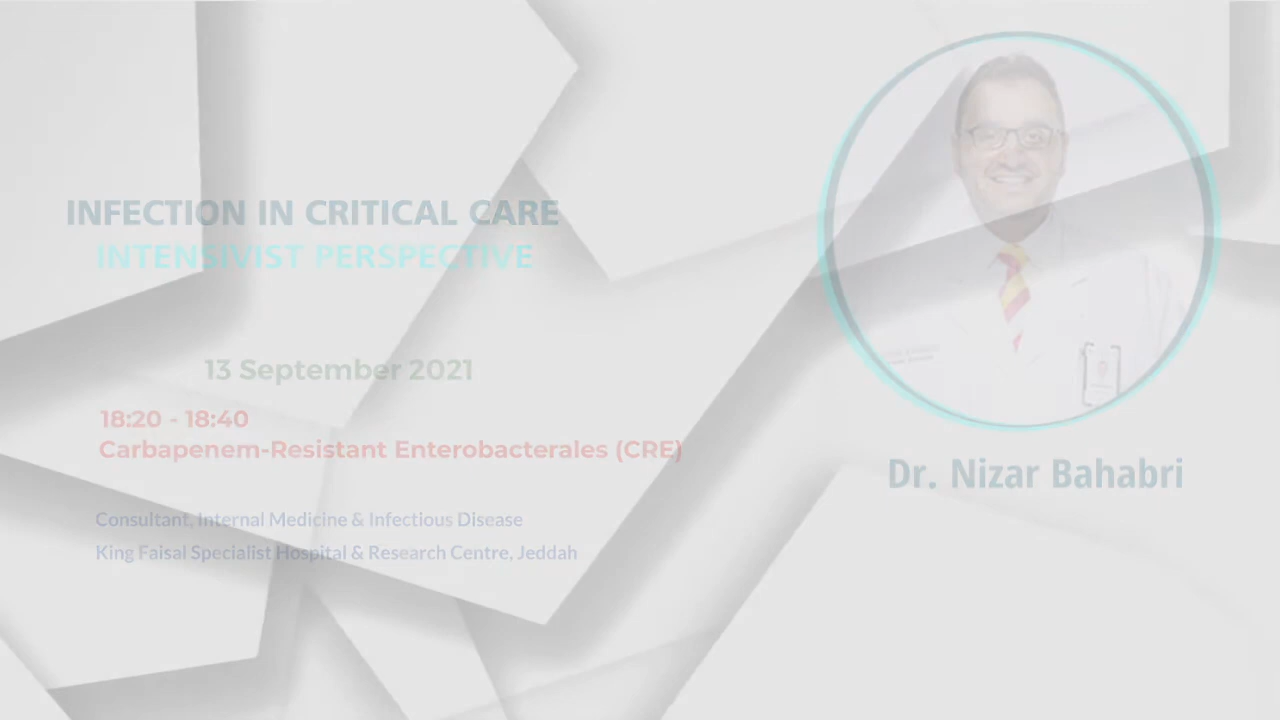 INFECTION IN CRITICAL CARE
INTENSIVIST PERSPECTIVE
13 September 2021
18:20 - 18:40
Carbapenem-Resistant Enterobacterales (CRE)
Consultant, Internal Medicine & Infectious Disease
King Faisal Specialist Hospital & Research Centre, Jeddah
Dr. Nizar Bahabri